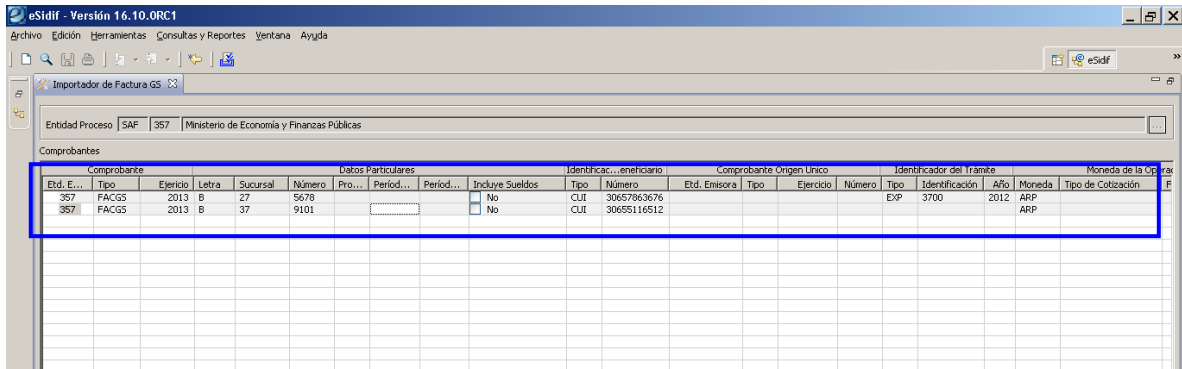 eSidif - Versión 16.10.0RC1
Archivo Edición Herramientas Consultas y Reportes Ventana Ayuda
eSidif »
Importador de Factura GS
Entidad Proceso SAF 357 Ministerio de Economía y Finanzas Públicas ...
Comprobantes
Comprobante Datos Particulares Identificac...eneficiario Comprobante Origen Unico Identificador del Trámite Moneda de la Operac
Etd. E... Tipo Ejericio Letra Sucursal Número Pro... Períod... Períod... Incluye Sueldos Tipo Número Etd. Emisora Tipo Ejericio Número Tipo Identificación Año Moneda Tipo de Cotización F
357 FACGS 2013 B 27 5678 No CUI 30657863676 EXP 3700 2012 ARP
357 FACGS 2013 B 37 9101 No CUI 30655116512 ARP